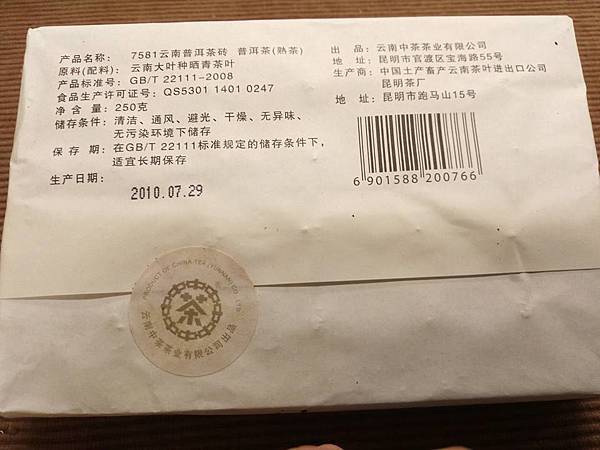 产品名称： 7581云南普洱茶砖 普洱茶(熟茶)
原料(配料)：云南大叶种晒青茶叶
产品标准号：GB/T 22111-2008
食品生产许可证号：QS5301 1401 0247
净 含 量：250克
储存条件：清洁、通风、避光、干燥、无异味、
无污染环境下储存
保 存 期：在GB/T 22111标准规定的储存条件下，
适宜长期保存
生产日期：
2010.07.29
出 品：云南中茶茶业有限公司
地 址：昆明市官渡区宝海路55号
生产商：中国土产畜产云南茶叶进出口公司
昆明茶厂
地 址：昆明市跑马山15号
6 901588 200766
PRODUCT OF CHINA TEA (YUNNAN) CO. LTD.
茶
云南中茶茶业有限公司出品